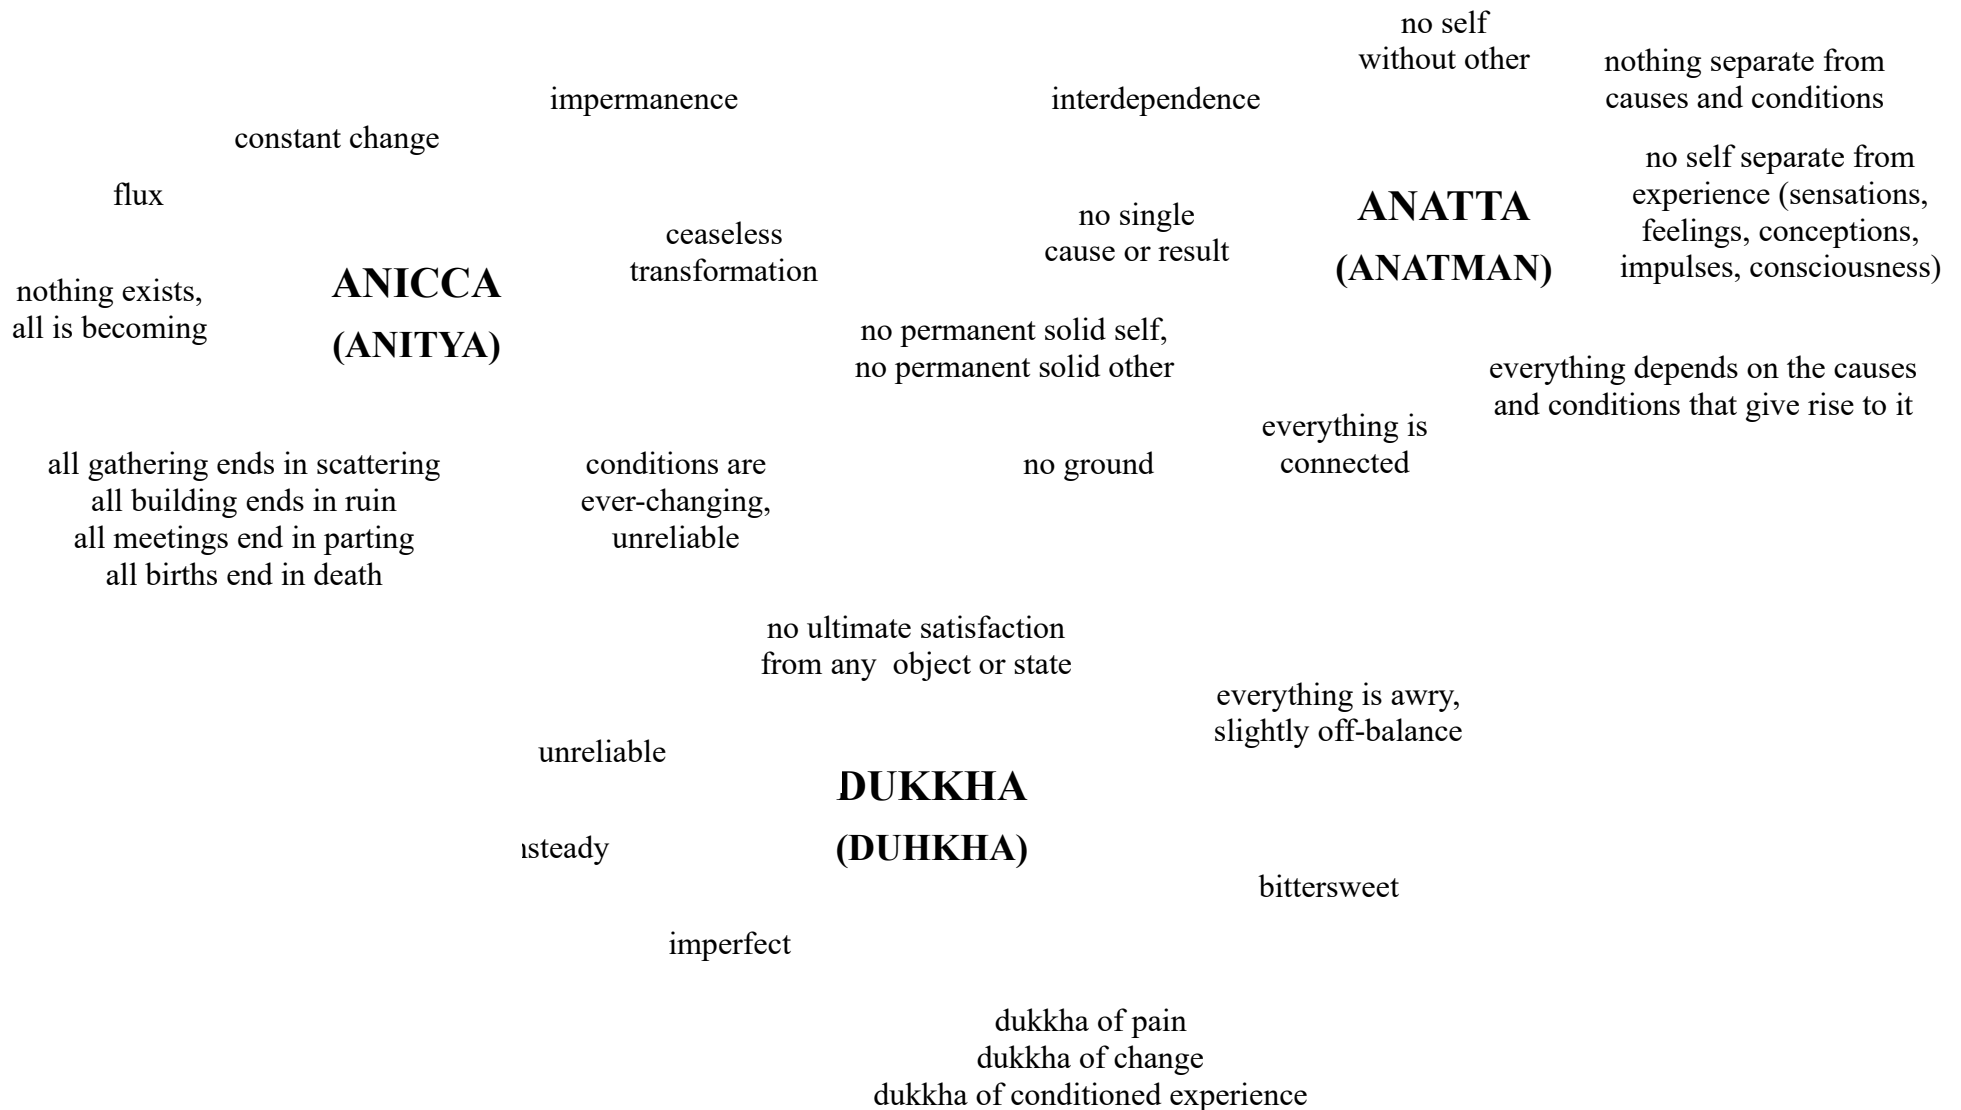 no self
without other
nothing separate from
causes and conditions
impermanence
interdependence
constant change
no self separate from
experience (sensations,
feelings, conceptions,
impulses, consciousness)
flux
ANATTA
(ANATMAN)
no single
cause or result
ceaseless
transformation
ANICCA
(ANITYA)
nothing exists,
all is becoming
no permanent solid self,
no permanent solid other
everything depends on the causes
and conditions that give rise to it
everything is
connected
all gathering ends in scattering
all building ends in ruin
all meetings end in parting
all births end in death
conditions are
ever-changing,
unreliable
no ground
no ultimate satisfaction
from any object or state
everything is awry,
slightly off-balance
unreliable
DUKKHA
(DUHKHA)
nsteady
bittersweet
imperfect
dukkha of pain
dukkha of change
dukkha of conditioned experience